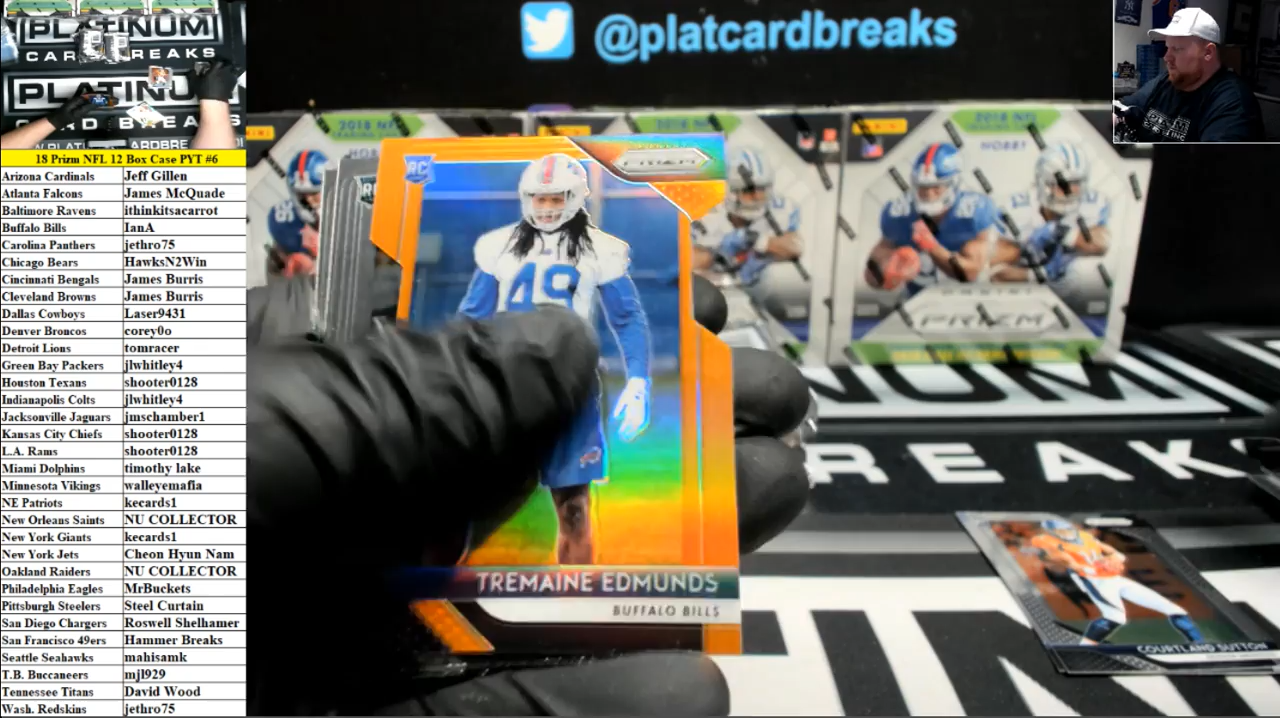 PLATINUM
CARD BREAKS
PLATINUM
CARD BREAKS
@platcardbreaks
18 Prizm NFL 12 Box Case PYT #6
Arizona Cardinals Jeff Gillen
Atlanta Falcons James McQuade
Baltimore Ravens ithinkitsacarrot
Buffalo Bills IanA
Carolina Panthers jethro75
Chicago Bears HawksN2Win
Cincinnati Bengals James Burris
Cleveland Browns James Burris
Dallas Cowboys Laser9431
Denver Broncos corey0o
Detroit Lions tomracer
Green Bay Packers jlwhitley4
Houston Texans shooter0128
Indianapolis Colts jlwhitley4
Jacksonville Jaguars jmschamber1
Kansas City Chiefs shooter0128
L.A. Rams shooter0128
Miami Dolphins timothy lake
Minnesota Vikings walleyemafia
NE Patriots kecards1
New Orleans Saints NU COLLECTOR
New York Giants kecards1
New York Jets Cheon Hyun Nam
Oakland Raiders NU COLLECTOR
Philadelphia Eagles MrBuckets
Pittsburgh Steelers Steel Curtain
San Diego Chargers Roswell Shelhamer
San Francisco 49ers Hammer Breaks
Seattle Seahawks mahisamk
T.B. Buccaneers mjl929
Tennessee Titans David Wood
Wash. Redskins jethro75
2018 NFL
HOBBY
PRIZM
RC
PRIZM
49
TREMAINE EDMUNDS
BUFFALO BILLS
NUM
BREAKS
COURTLAND SUTTON